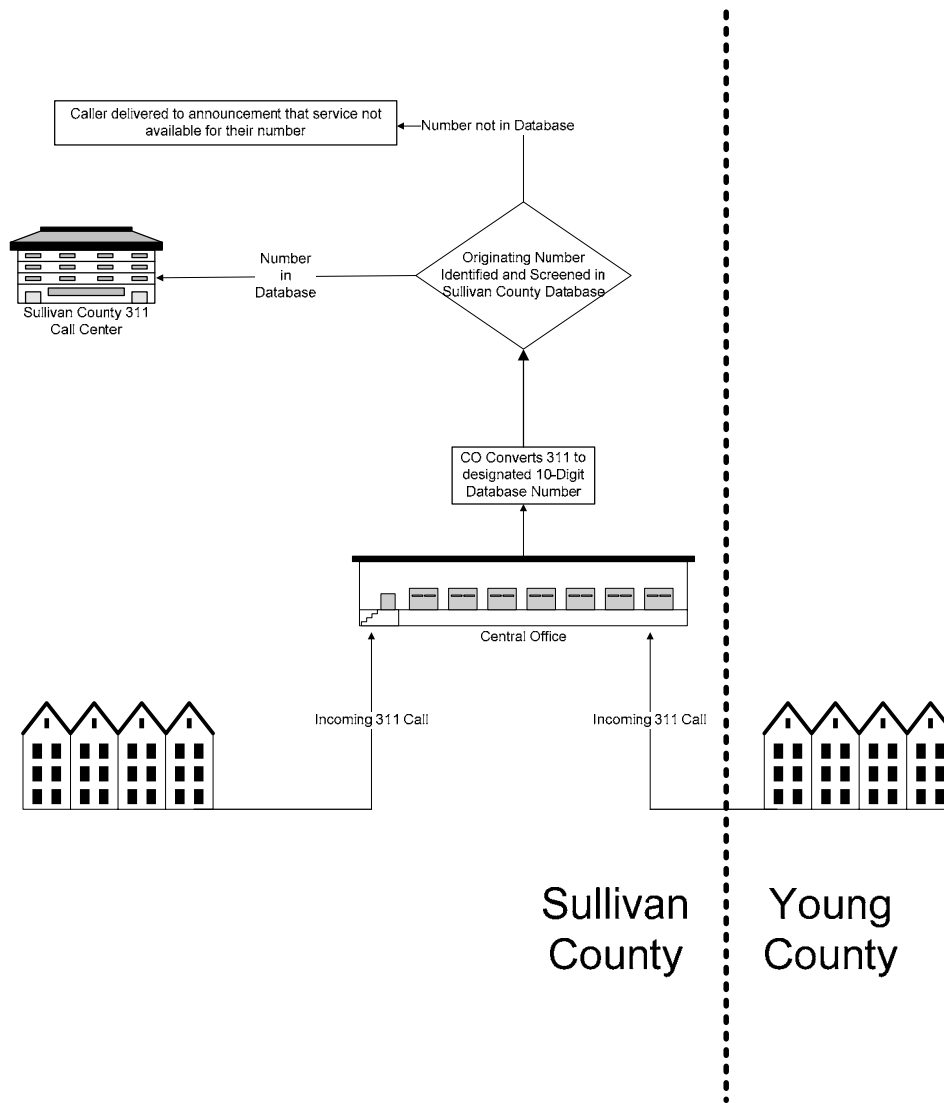 Caller delivered to announcement that service not
available for their number
Number not in Database
Originating Number
Identified and Screened in
Sullivan County Database
Number
in
Database
Sullivan County 311
Call Center
CO Converts 311 to
designated 10-Digit
Database Number
Central Office
Incoming 311 Call
Incoming 311 Call
Sullivan
County
Young
County